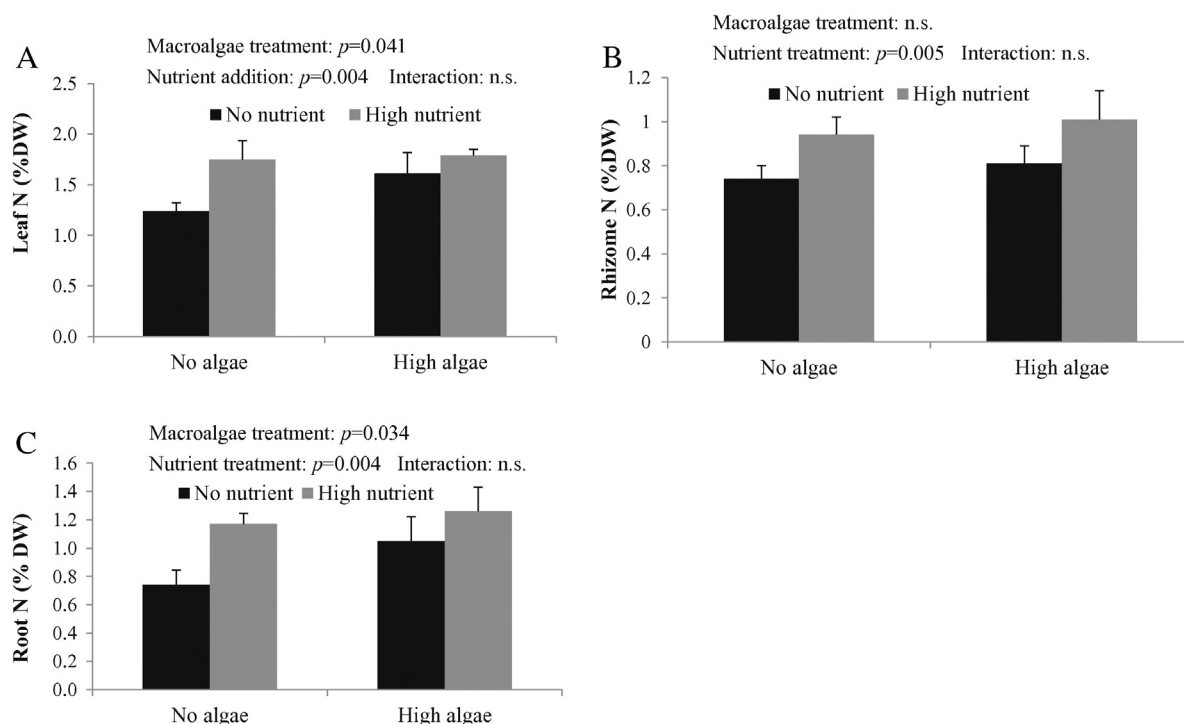 A
Macroalgae treatment: p=0.041
Nutrient addition: p=0.004 Interaction: n.s.
No nutrient High nutrient
Leaf N (%DW)
2.5
2.0
1.5
1.0
0.5
0.0
No algae High algae
B
Macroalgae treatment: n.s.
Nutrient treatment: p=0.005 Interaction: n.s.
No nutrient High nutrient
Rhizome N (%DW)
1.2
1
0.8
0.6
0.4
0.2
0
No algae High algae
C
Macroalgae treatment: p=0.034
Nutrient treatment: p=0.004 Interaction: n.s.
No nutrient High nutrient
Root N (% DW)
1.6
1.4
1.2
1.0
0.8
0.6
0.4
0.2
0.0
No algae High algae